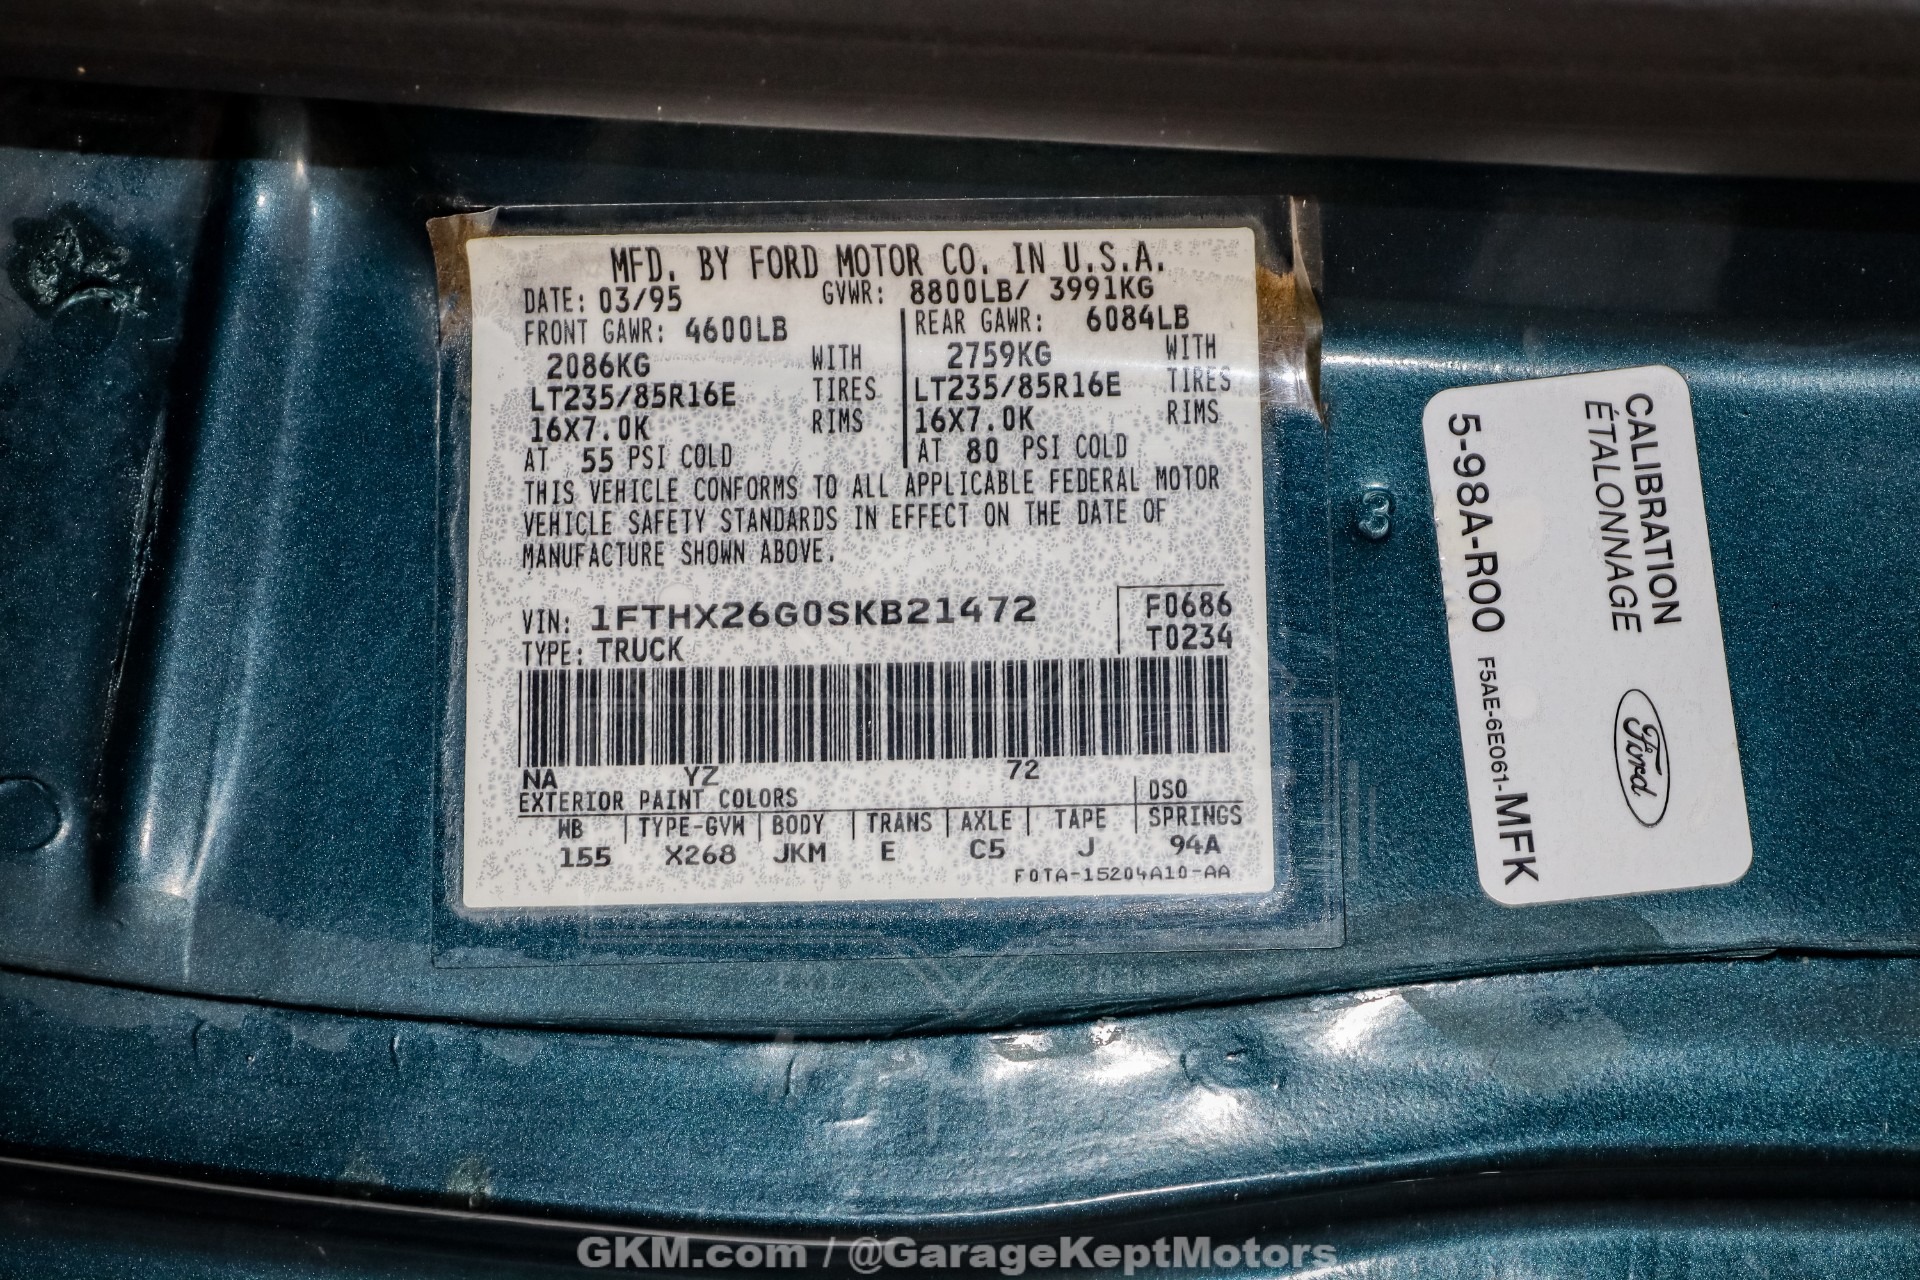 MFD. BY FORD MOTOR CO. IN U.S.A.
DATE: 03/95 GVWR: 8800LB/ 3991KG
FRONT GAWR: 4600LB REAR GAWR: 6084LB
2086KG WITH 2759KG WITH
LT235/85R16E TIRES LT235/85R16E TIRES
16X7.0K RIMS 16X7.0K RIMS
AT 55 PSI COLD AT 80 PSI COLD
THIS VEHICLE CONFORMS TO ALL APPLICABLE FEDERAL MOTOR
VEHICLE SAFETY STANDARDS IN EFFECT ON THE DATE OF
MANUFACTURE SHOWN ABOVE.
VIN: 1FTHX26G0SKB21472 F0686
TYPE: TRUCK T0234
NA YZ 72
EXTERIOR PAINT COLORS DSO
WB TYPE-GVW BODY TRANS AXLE TAPE SPRINGS
155 X268 JKM E C5 J 94A
F0TA-15204A10-AA
CALIBRATION
ÉTALONNAGE
Ford
5-98A-R00 F5AE-6E061-MFK
3
GKM.com / @GarageKeptMotors